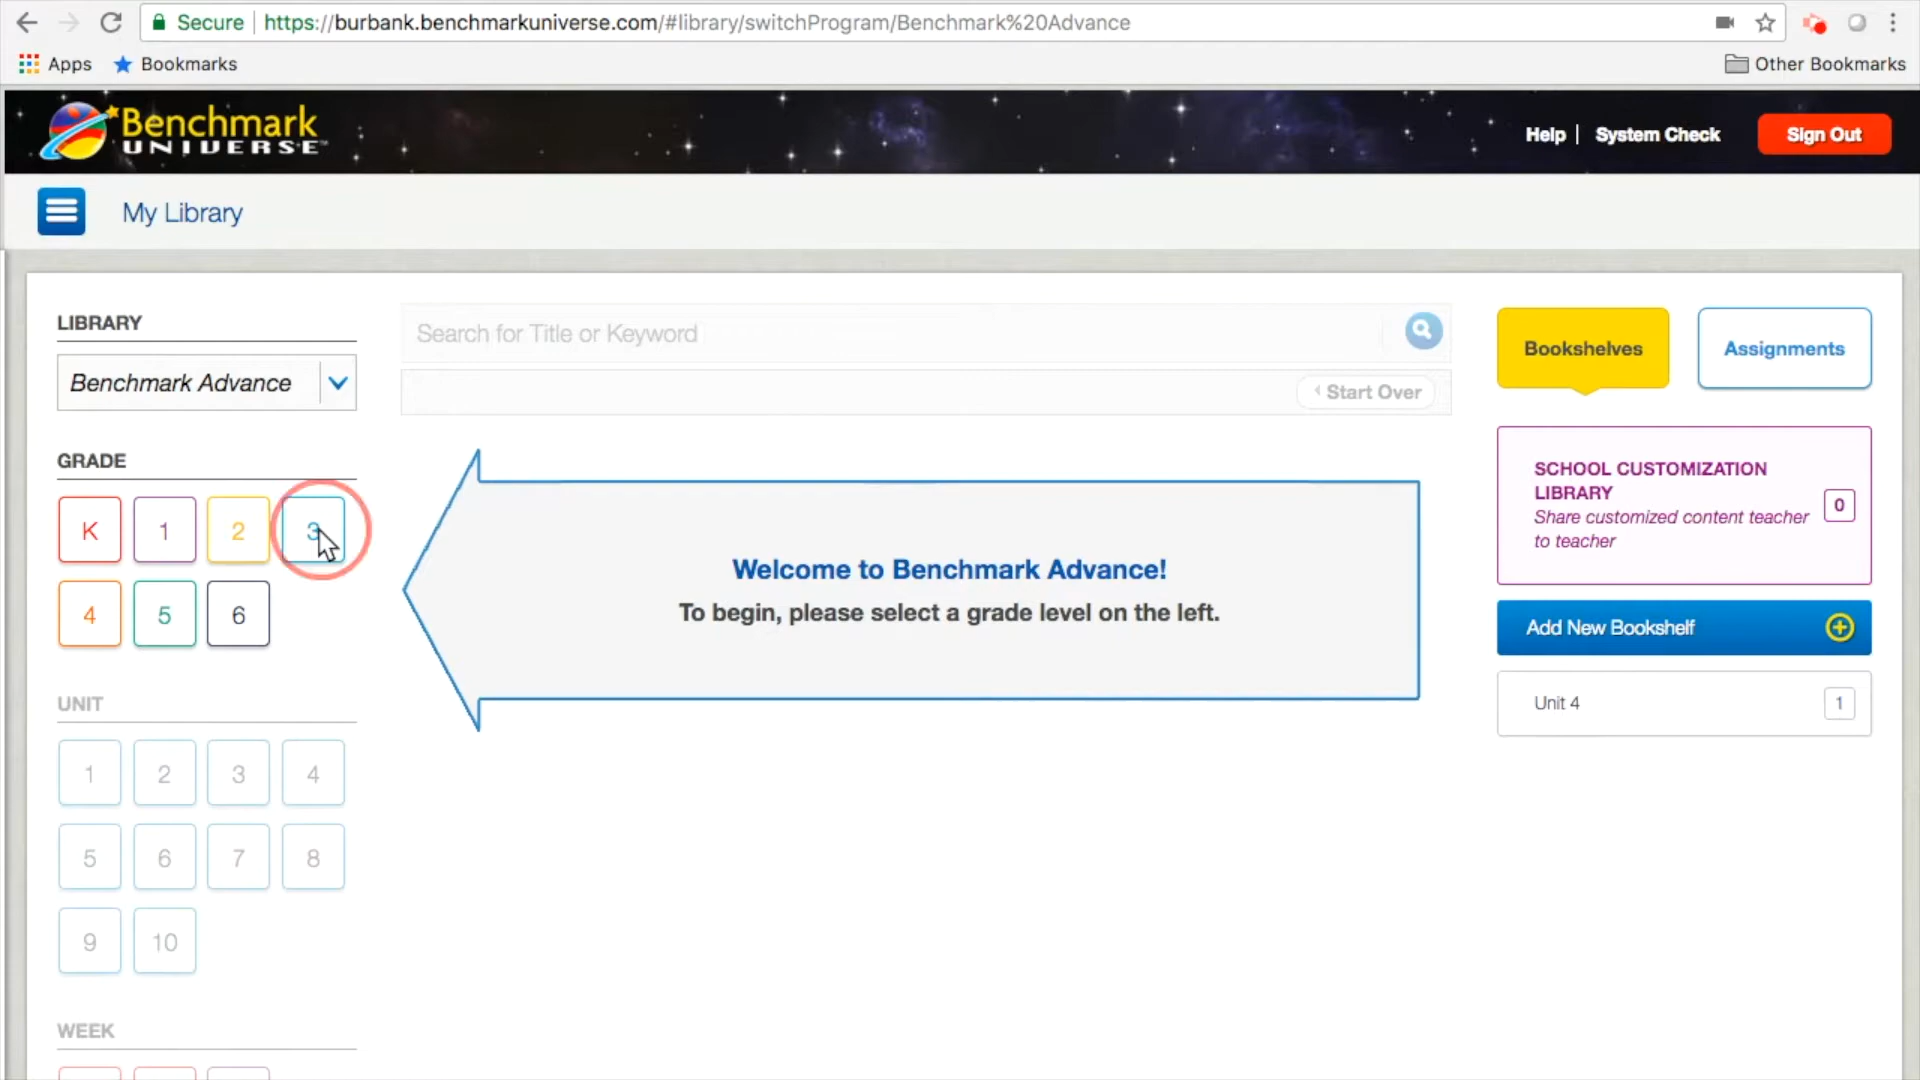 Secure
https://burbank.benchmarkuniverse.com/#library/switchProgram/Benchmark%20Advance
Apps
Bookmarks
Other Bookmarks
Benchmark
UNIVERSE™
Help
System Check
Sign Out
My Library
LIBRARY
Benchmark Advance
Search for Title or Keyword
Start Over
Bookshelves
Assignments
GRADE
K
1
2
3
4
5
6
Welcome to Benchmark Advance!
To begin, please select a grade level on the left.
SCHOOL CUSTOMIZATION
LIBRARY
0
Share customized content teacher
to teacher
Add New Bookshelf
Unit 4
1
UNIT
1
2
3
4
5
6
7
8
9
10
WEEK